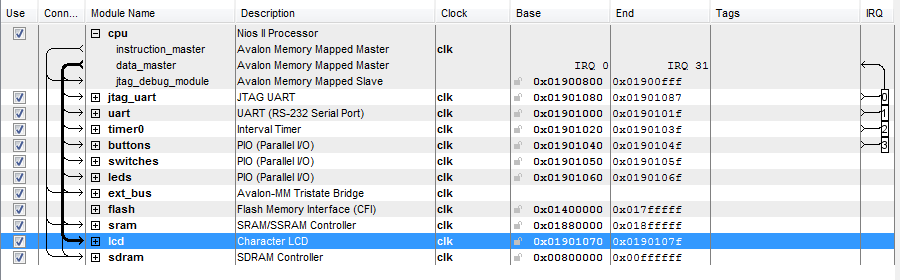 Use Conn... Module Name Description Clock Base End Tags IRQ
cpu Nios II Processor
instruction_master Avalon Memory Mapped Master clk
data_master Avalon Memory Mapped Master IRQ 0 IRQ 31
jtag_debug_module Avalon Memory Mapped Slave 0x01900800 0x01900fff
jtag_uart JTAG UART clk 0x01901080 0x01901087 0
uart UART (RS-232 Serial Port) clk 0x01901000 0x0190101f 1
timer0 Interval Timer clk 0x01901020 0x0190103f 2
buttons PIO (Parallel I/O) clk 0x01901040 0x0190104f 3
switches PIO (Parallel I/O) clk 0x01901050 0x0190105f
leds PIO (Parallel I/O) clk 0x01901060 0x0190106f
ext_bus Avalon-MM Tristate Bridge clk
flash Flash Memory Interface (CFI) clk 0x01400000 0x017fffff
sram SRAM/SSRAM Controller clk 0x01880000 0x018fffff
lcd Character LCD clk 0x01901070 0x0190107f
sdram SDRAM Controller clk 0x00800000 0x00ffffff